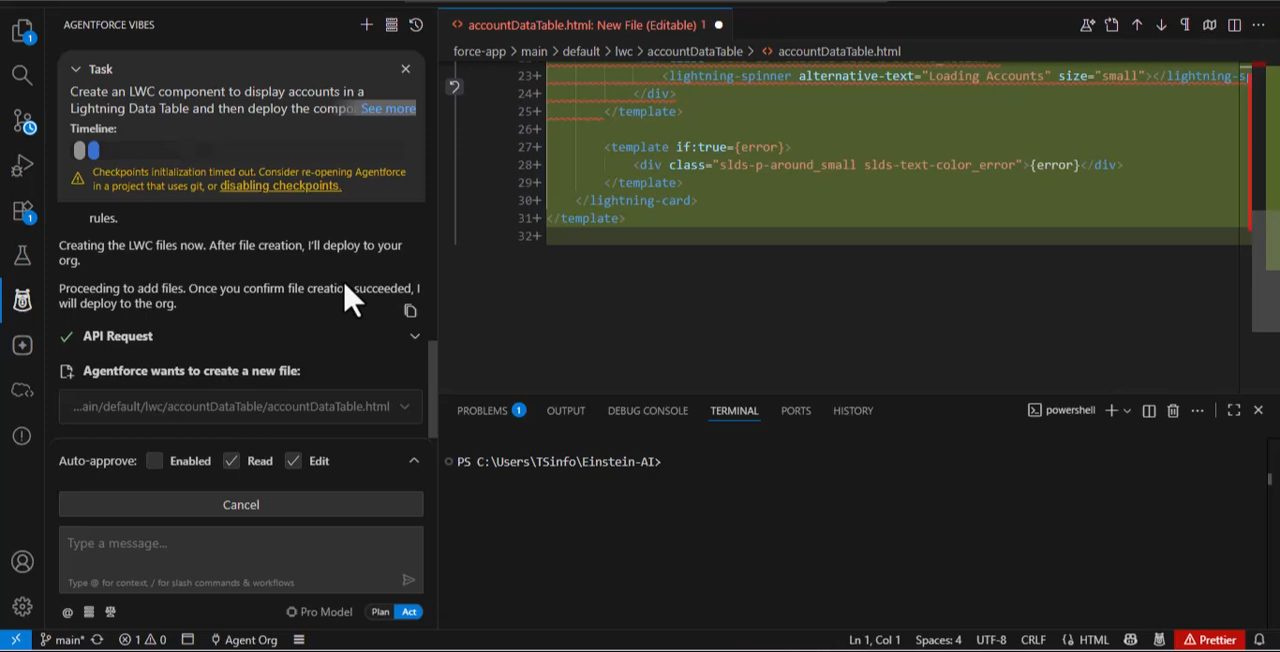 AGENTFORCE VIBES
Task
Create an LWC component to display accounts in a
Lightning Data Table and then deploy the compo See more
Timeline:
Checkpoints initialization timed out. Consider re-opening Agentforce
in a project that uses git, or disabling checkpoints.
rules.
Creating the LWC files now. After file creation, I'll deploy to your
org.
Proceeding to add files. Once you confirm file creation succeeded, I
will deploy to the org.
API Request
Agentforce wants to create a new file:
...ain/default/lwc/accountDataTable/accountDataTable.html
Auto-approve: Enabled Read Edit
Cancel
Type a message...
Type @ for context, / for slash commands & workflows
@ Pro Model Plan Act
<> accountDataTable.html: New File (Editable) 1
force-app > main > default > lwc > accountDataTable > <> accountDataTable.html
23+ <lightning-spinner alternative-text="Loading Accounts" size="small"></lightning-sp
24+ </div>
25+ </template>
26+
27+ <template if:true={error}>
28+ <div class="slds-p-around_small slds-text-color_error">{error}</div>
29+ </template>
30+ </lightning-card>
31+ </template>
32+
PROBLEMS 1 OUTPUT DEBUG CONSOLE TERMINAL PORTS HISTORY powershell
PS C:\Users\TSinfo\Einstein-AI>
1
1
main* 1 0 Agent Org Ln 1, Col 1 Spaces: 4 UTF-8 CRLF HTML Prettier